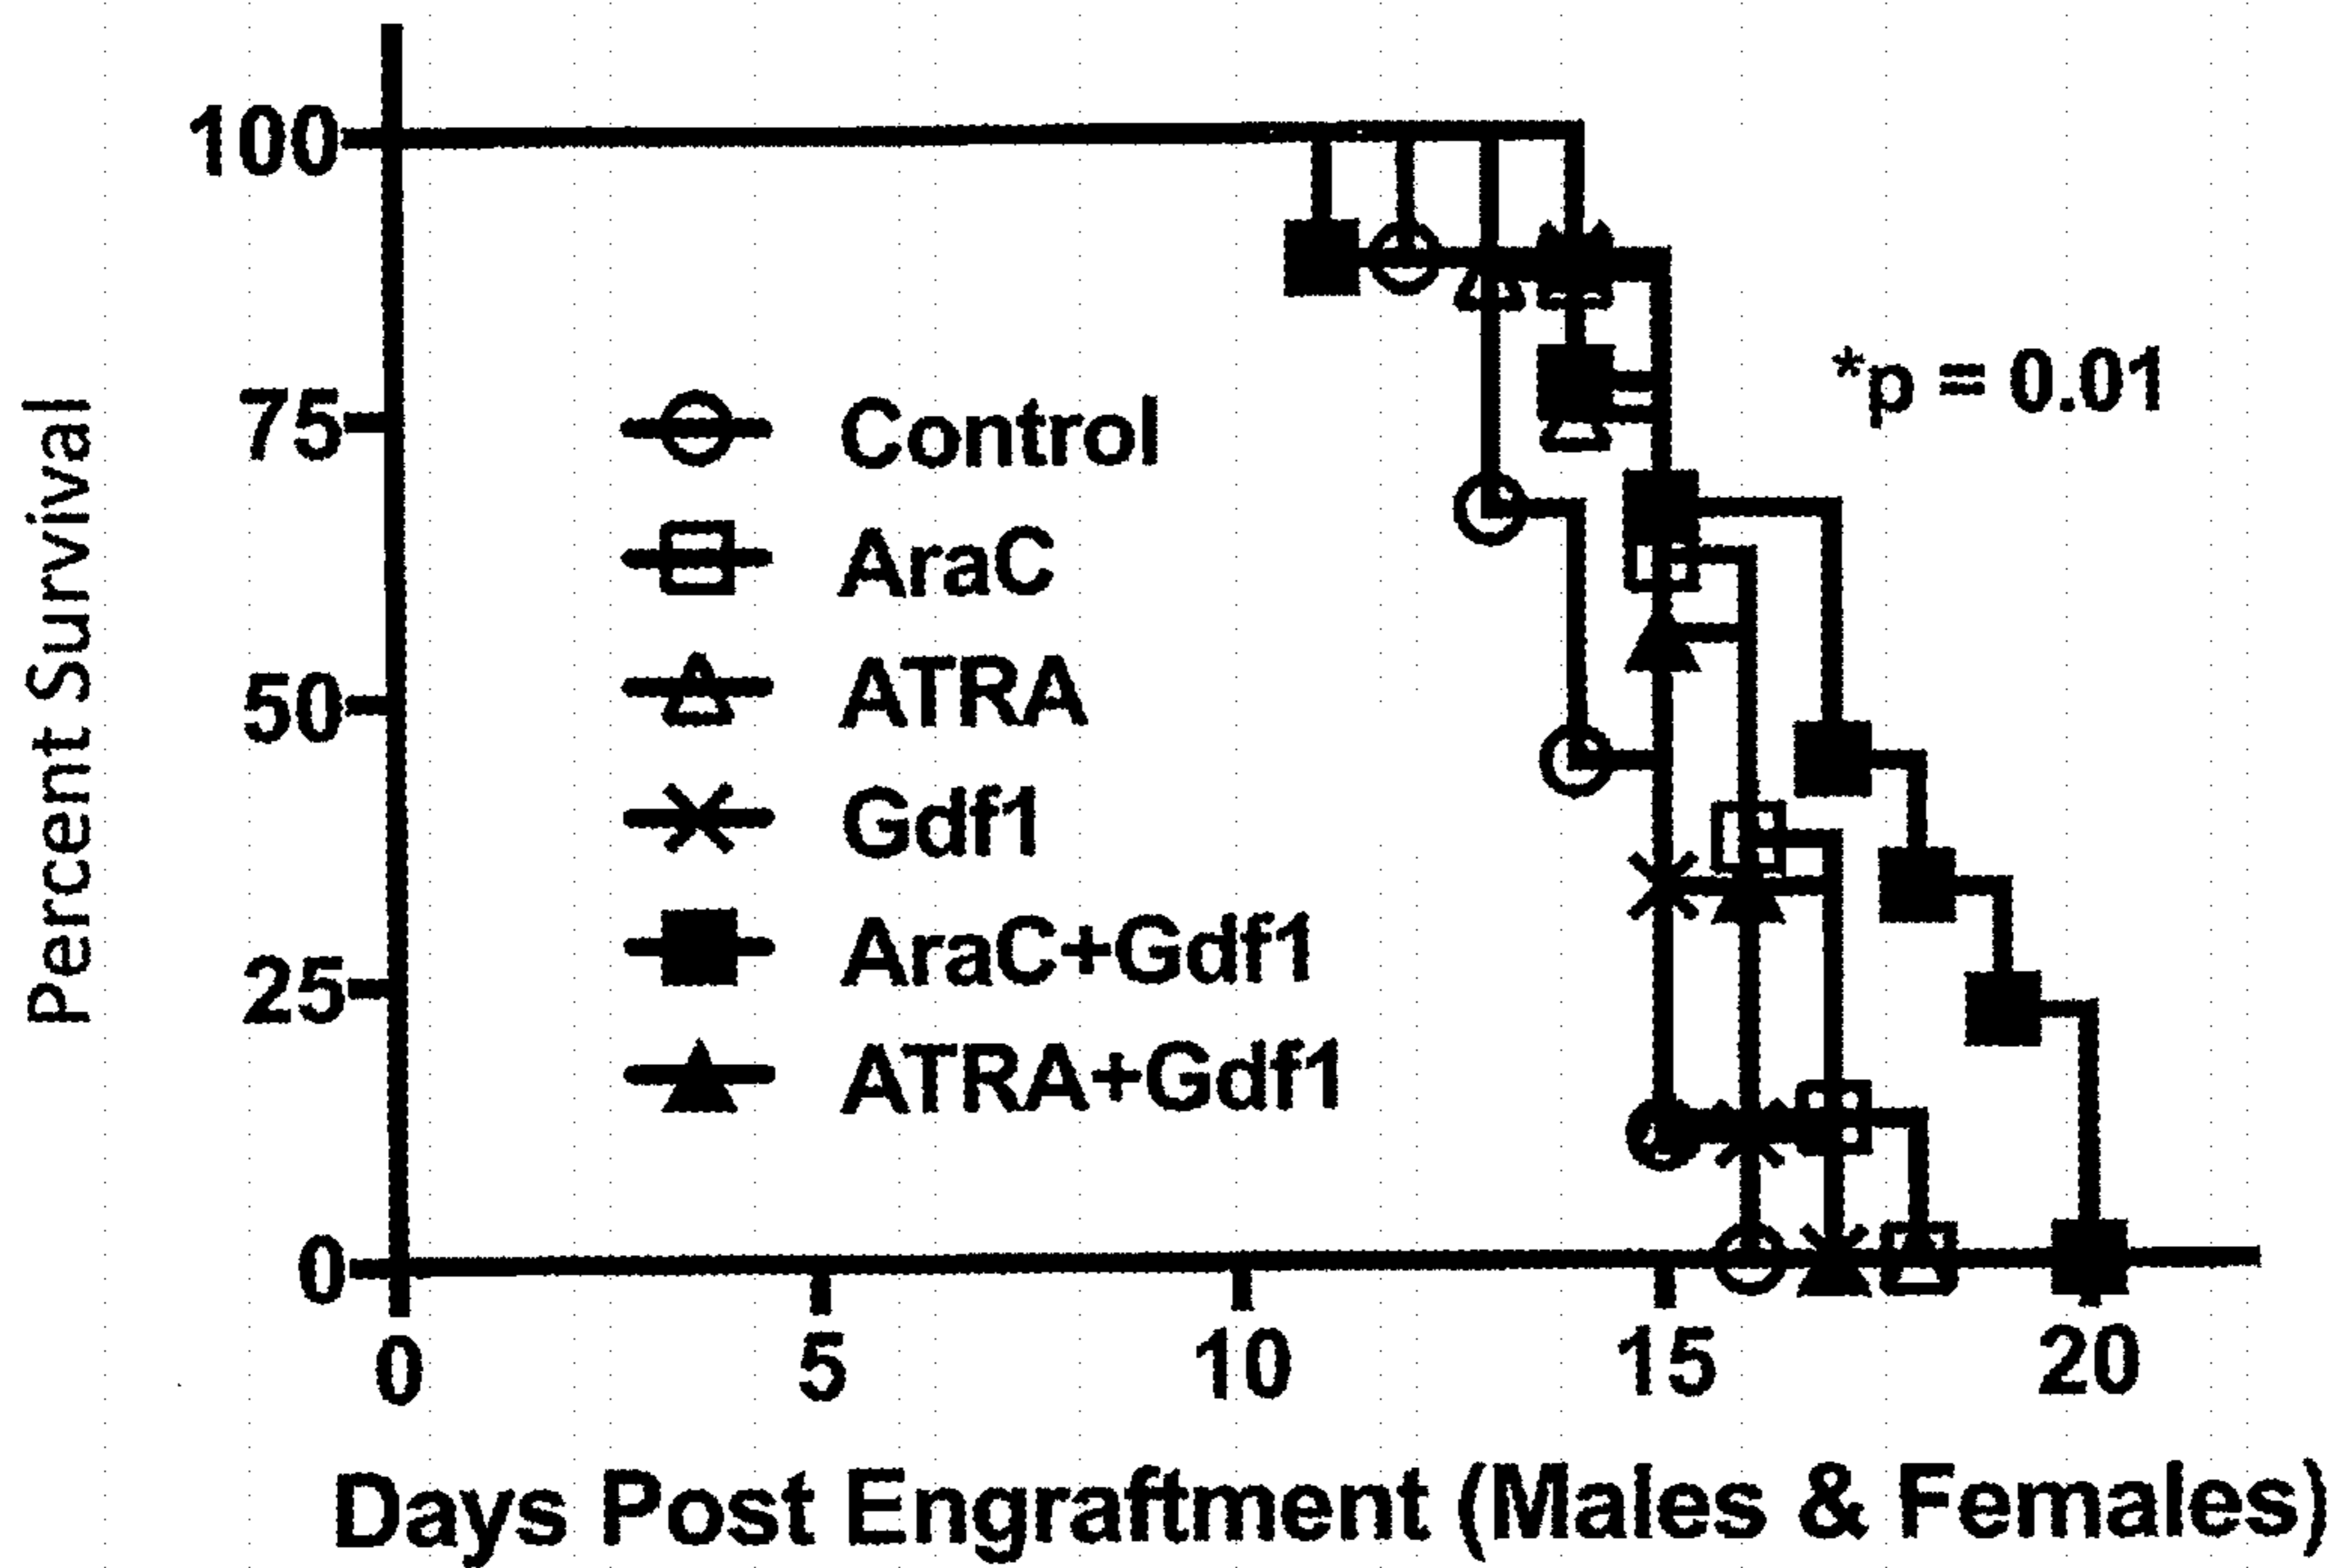 100
75
50
25
0
Percent Survival
Control
AraC
ATRA
Gdf1
AraC+Gdf1
ATRA+Gdf1
*p = 0.01
0 5 10 15 20
Days Post Engraftment (Males & Females)